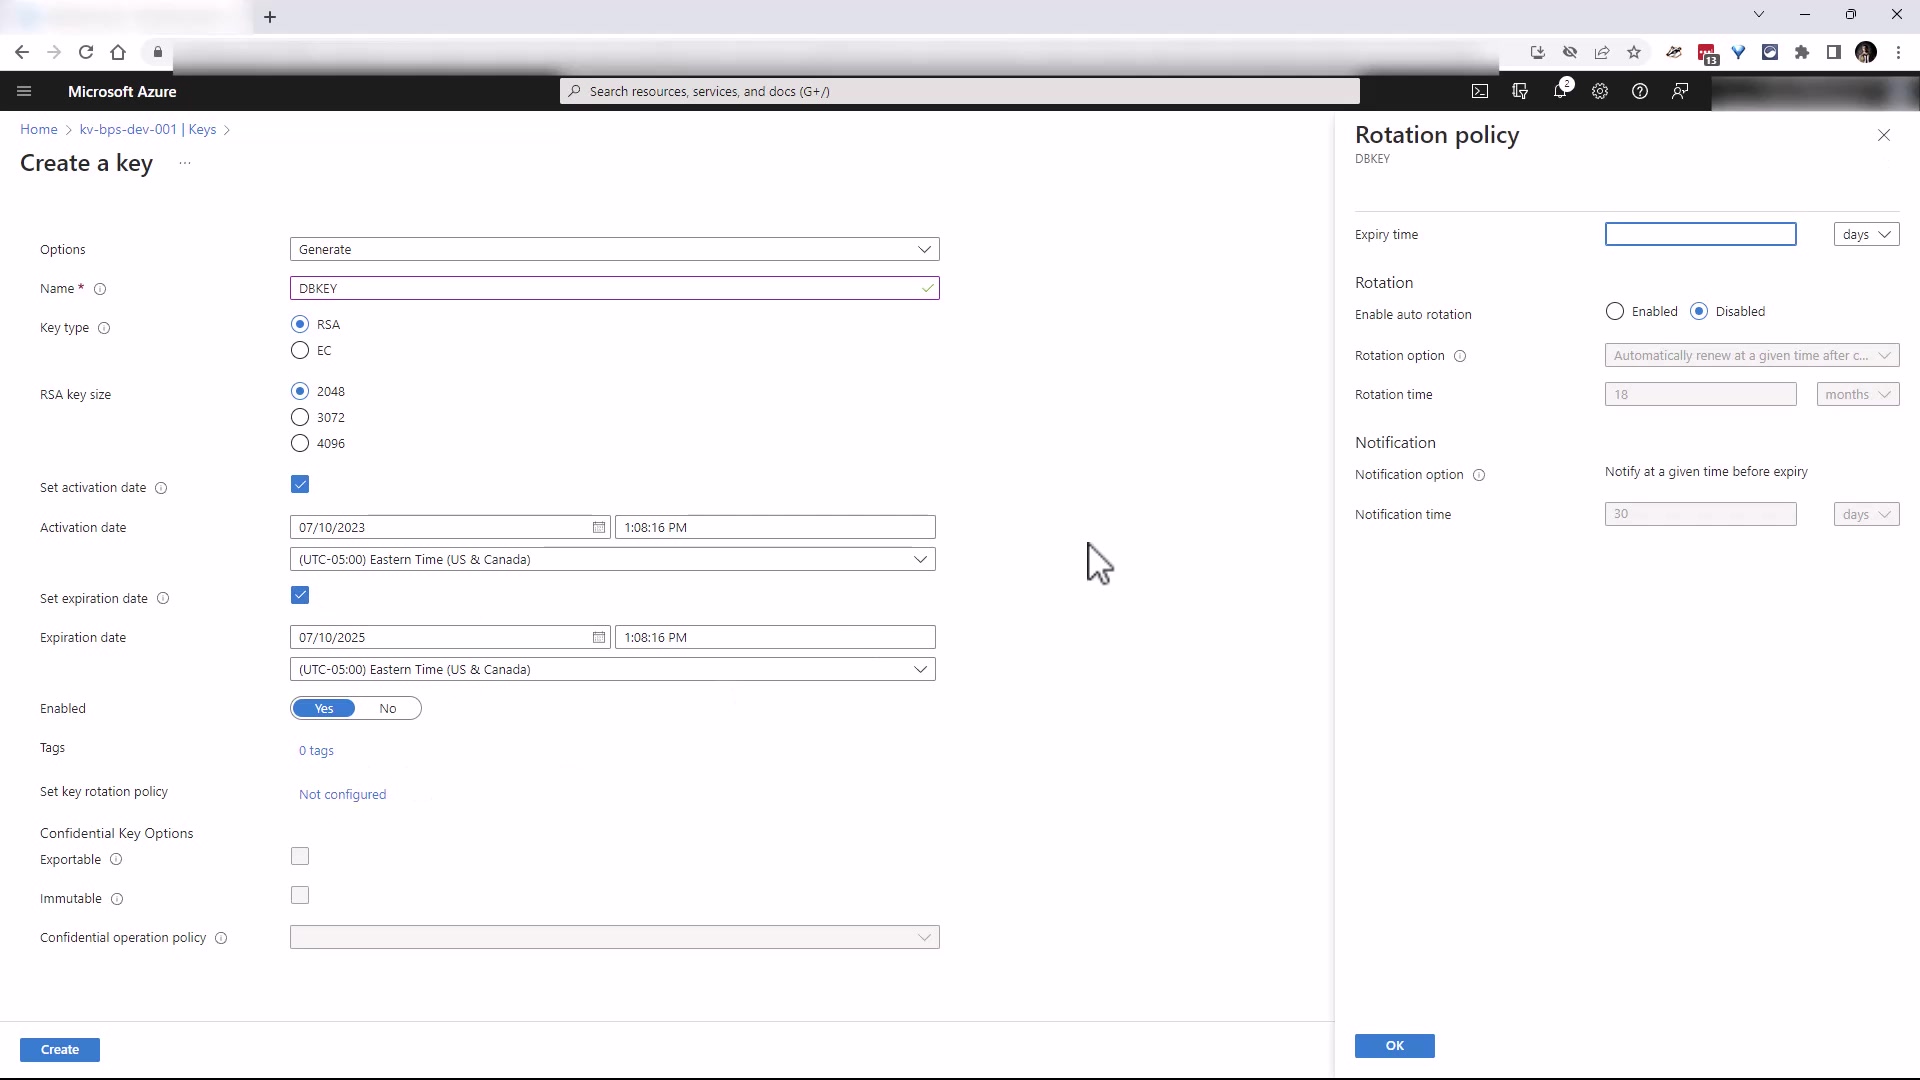 13
Microsoft Azure
Search resources, services, and docs (G+/)
2
Home > kv-bps-dev-001 | Keys >
Create a key ...
Options
Generate
Name *
DBKEY
Key type
RSA
EC
RSA key size
2048
3072
4096
Set activation date
Activation date
07/10/2023
1:08:16 PM
(UTC-05:00) Eastern Time (US & Canada)
Set expiration date
Expiration date
07/10/2025
1:08:16 PM
(UTC-05:00) Eastern Time (US & Canada)
Enabled
Yes
No
Tags
0 tags
Set key rotation policy
Not configured
Confidential Key Options
Exportable
Immutable
Confidential operation policy
Create
Rotation policy
DBKEY
Expiry time
days
Rotation
Enable auto rotation
Enabled
Disabled
Rotation option
Automatically renew at a given time after c...
Rotation time
18
months
Notification
Notification option
Notify at a given time before expiry
Notification time
30
days
OK